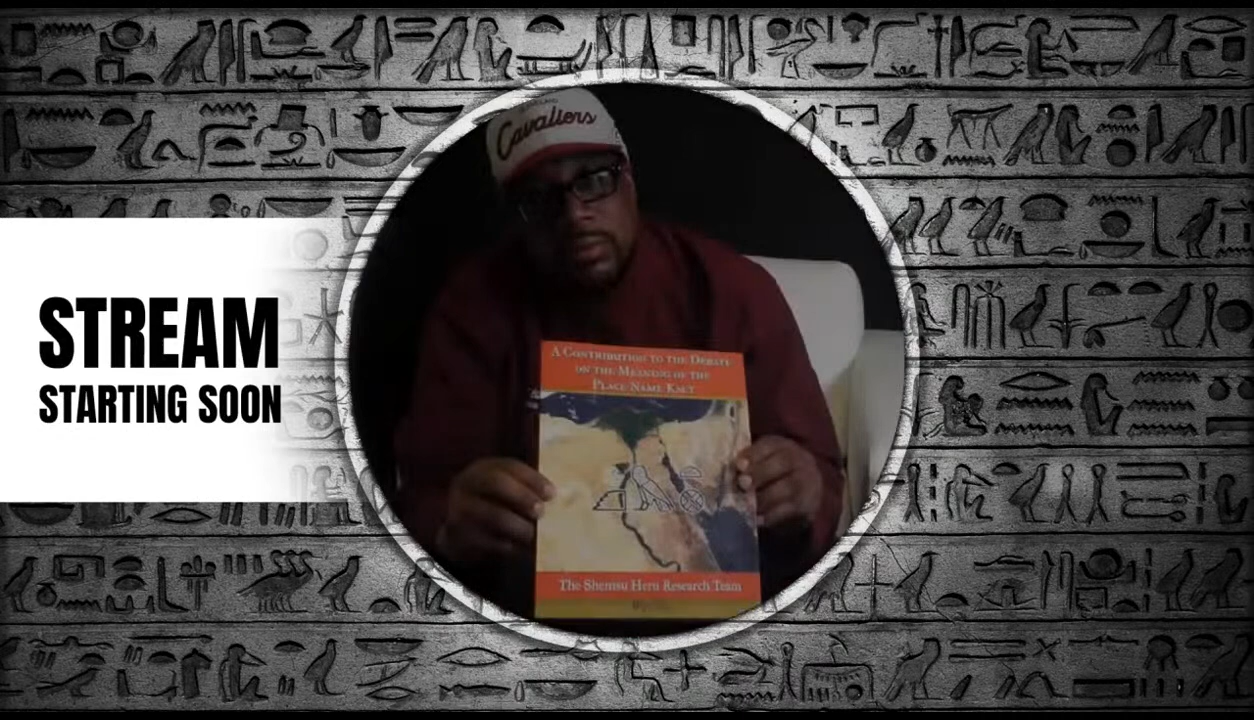 STREAM
STARTING SOON
Cavaliers
A Contribution to the Debate
on the Meaning of the
Place Name Kmt
The Shemsu Heru Research Team